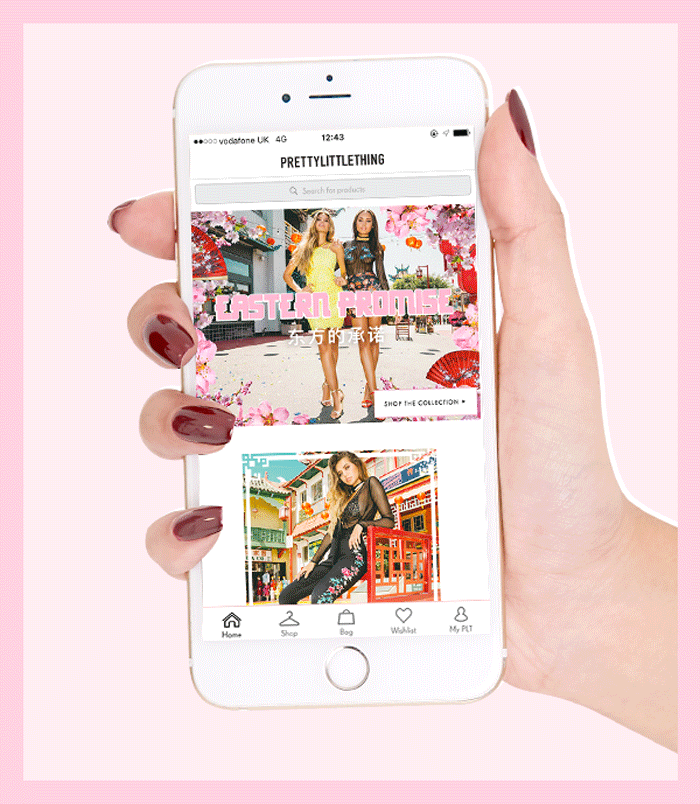 vodafone UK 4G 12:43
PRETTYLITTLETHING
Search for products
EASTERN PROMISE
东方的承诺
SHOP THE COLLECTION
Home Shop Bag Wishlist My PLT